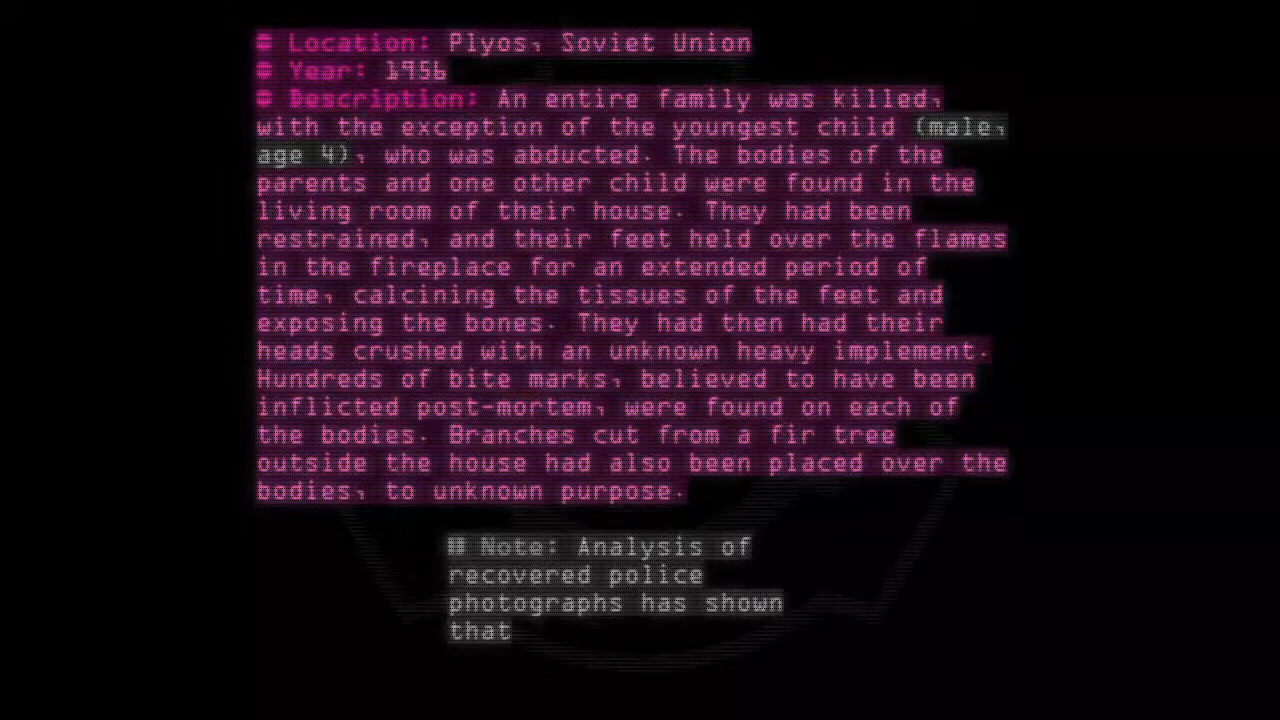 # Location: Plyos, Soviet Union
# Year: 1956
# Description: An entire family was killed,
with the exception of the youngest child (male,
age 4), who was abducted. The bodies of the
parents and one other child were found in the
living room of their house. They had been
restrained, and their feet held over the flames
in the fireplace for an extended period of
time, calcining the tissues of the feet and
exposing the bones. They had then had their
heads crushed with an unknown heavy implement.
Hundreds of bite marks, believed to have been
inflicted post-mortem, were found on each of
the bodies. Branches cut from a fir tree
outside the house had also been placed over the
bodies, to unknown purpose.
## Note: Analysis of
recovered police
photographs has shown
that